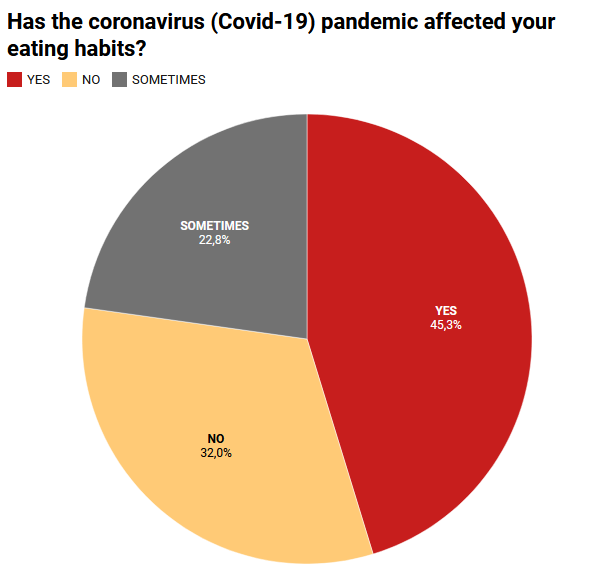 Has the coronavirus (Covid-19) pandemic affected your
eating habits?
YES NO SOMETIMES
SOMETIMES
22,8%
YES
45,3%
NO
32,0%